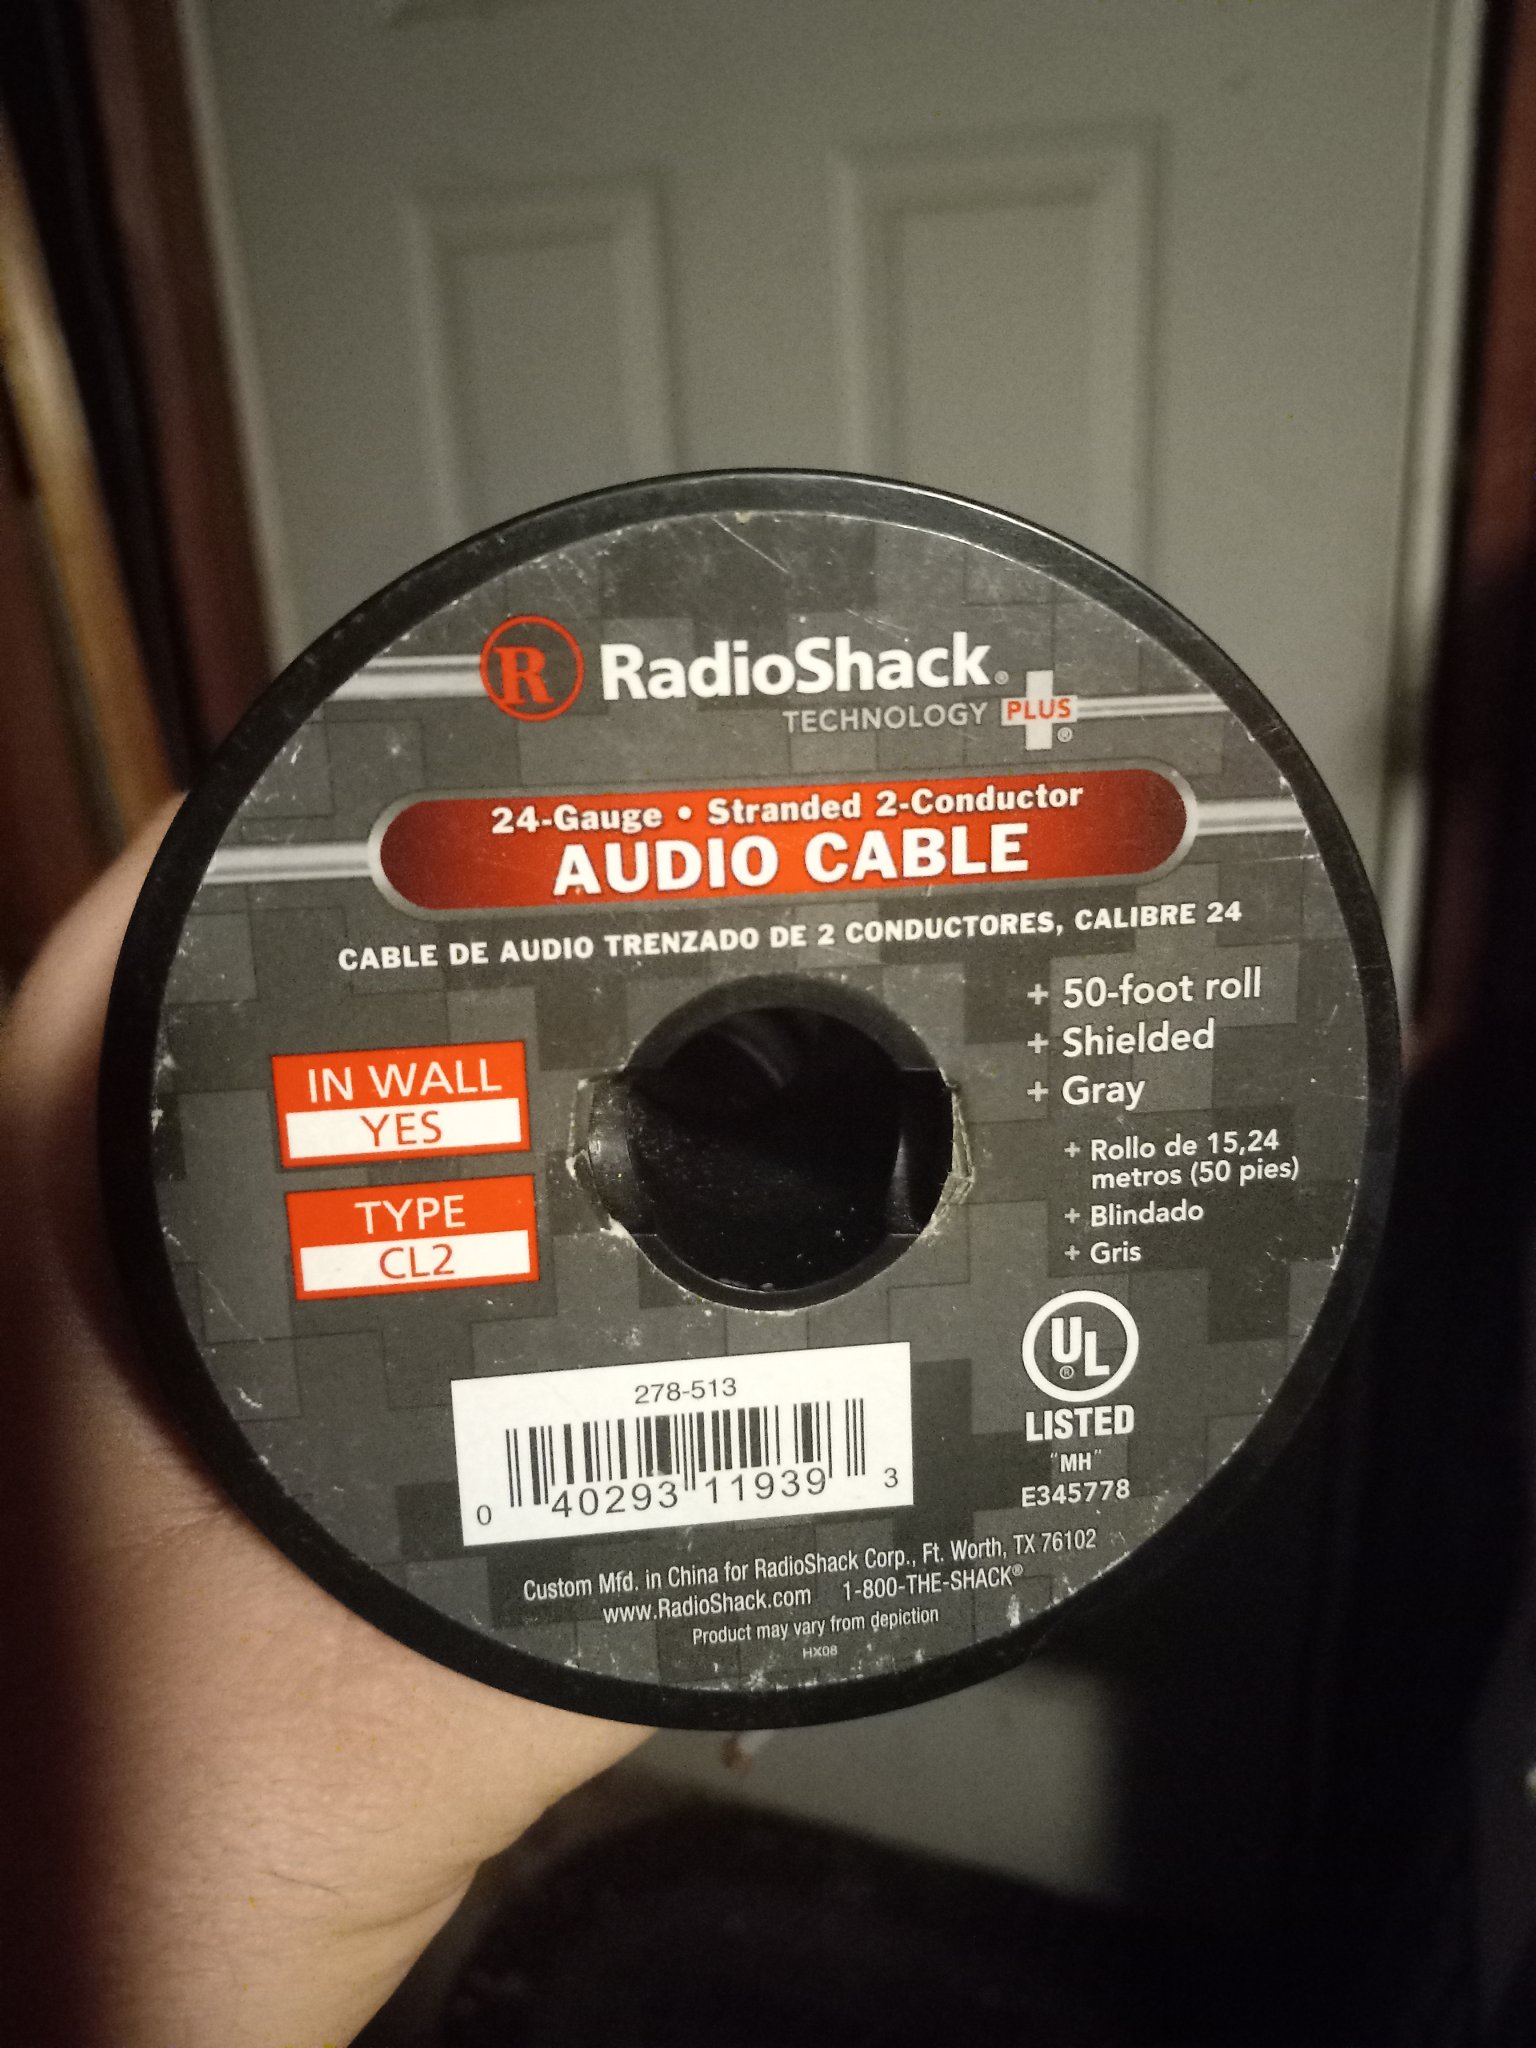 R RadioShack®
TECHNOLOGY PLUS®
24-Gauge • Stranded 2-Conductor
AUDIO CABLE
CABLE DE AUDIO TRENZADO DE 2 CONDUCTORES, CALIBRE 24
+ 50-foot roll
+ Shielded
+ Gray
IN WALL
YES
TYPE
CL2
+ Rollo de 15,24
metros (50 pies)
+ Blindado
+ Gris
UL®
LISTED
"MH"
E345778
278-513
0 40293 11939 3
Custom Mfd. in China for RadioShack Corp., Ft. Worth, TX 76102
www.RadioShack.com 1-800-THE-SHACK®
Product may vary from depiction
HX08